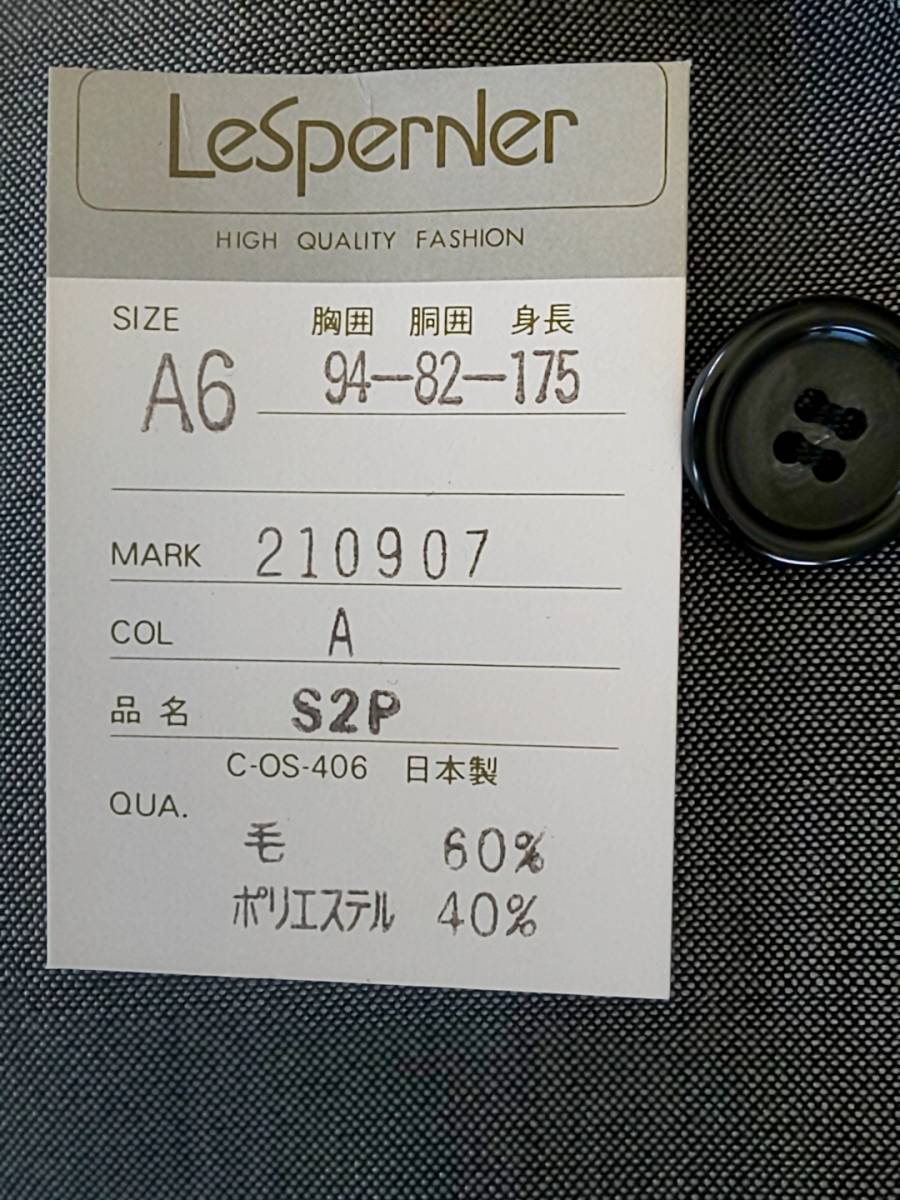 LeSperNer
HIGH QUALITY FASHION
SIZE 胸囲 胴囲 身長
A6 94-82-175
MARK 210907
COL A
品名 S2P
C-OS-406 日本製
QUA.
毛 60%
ポリエステル 40%